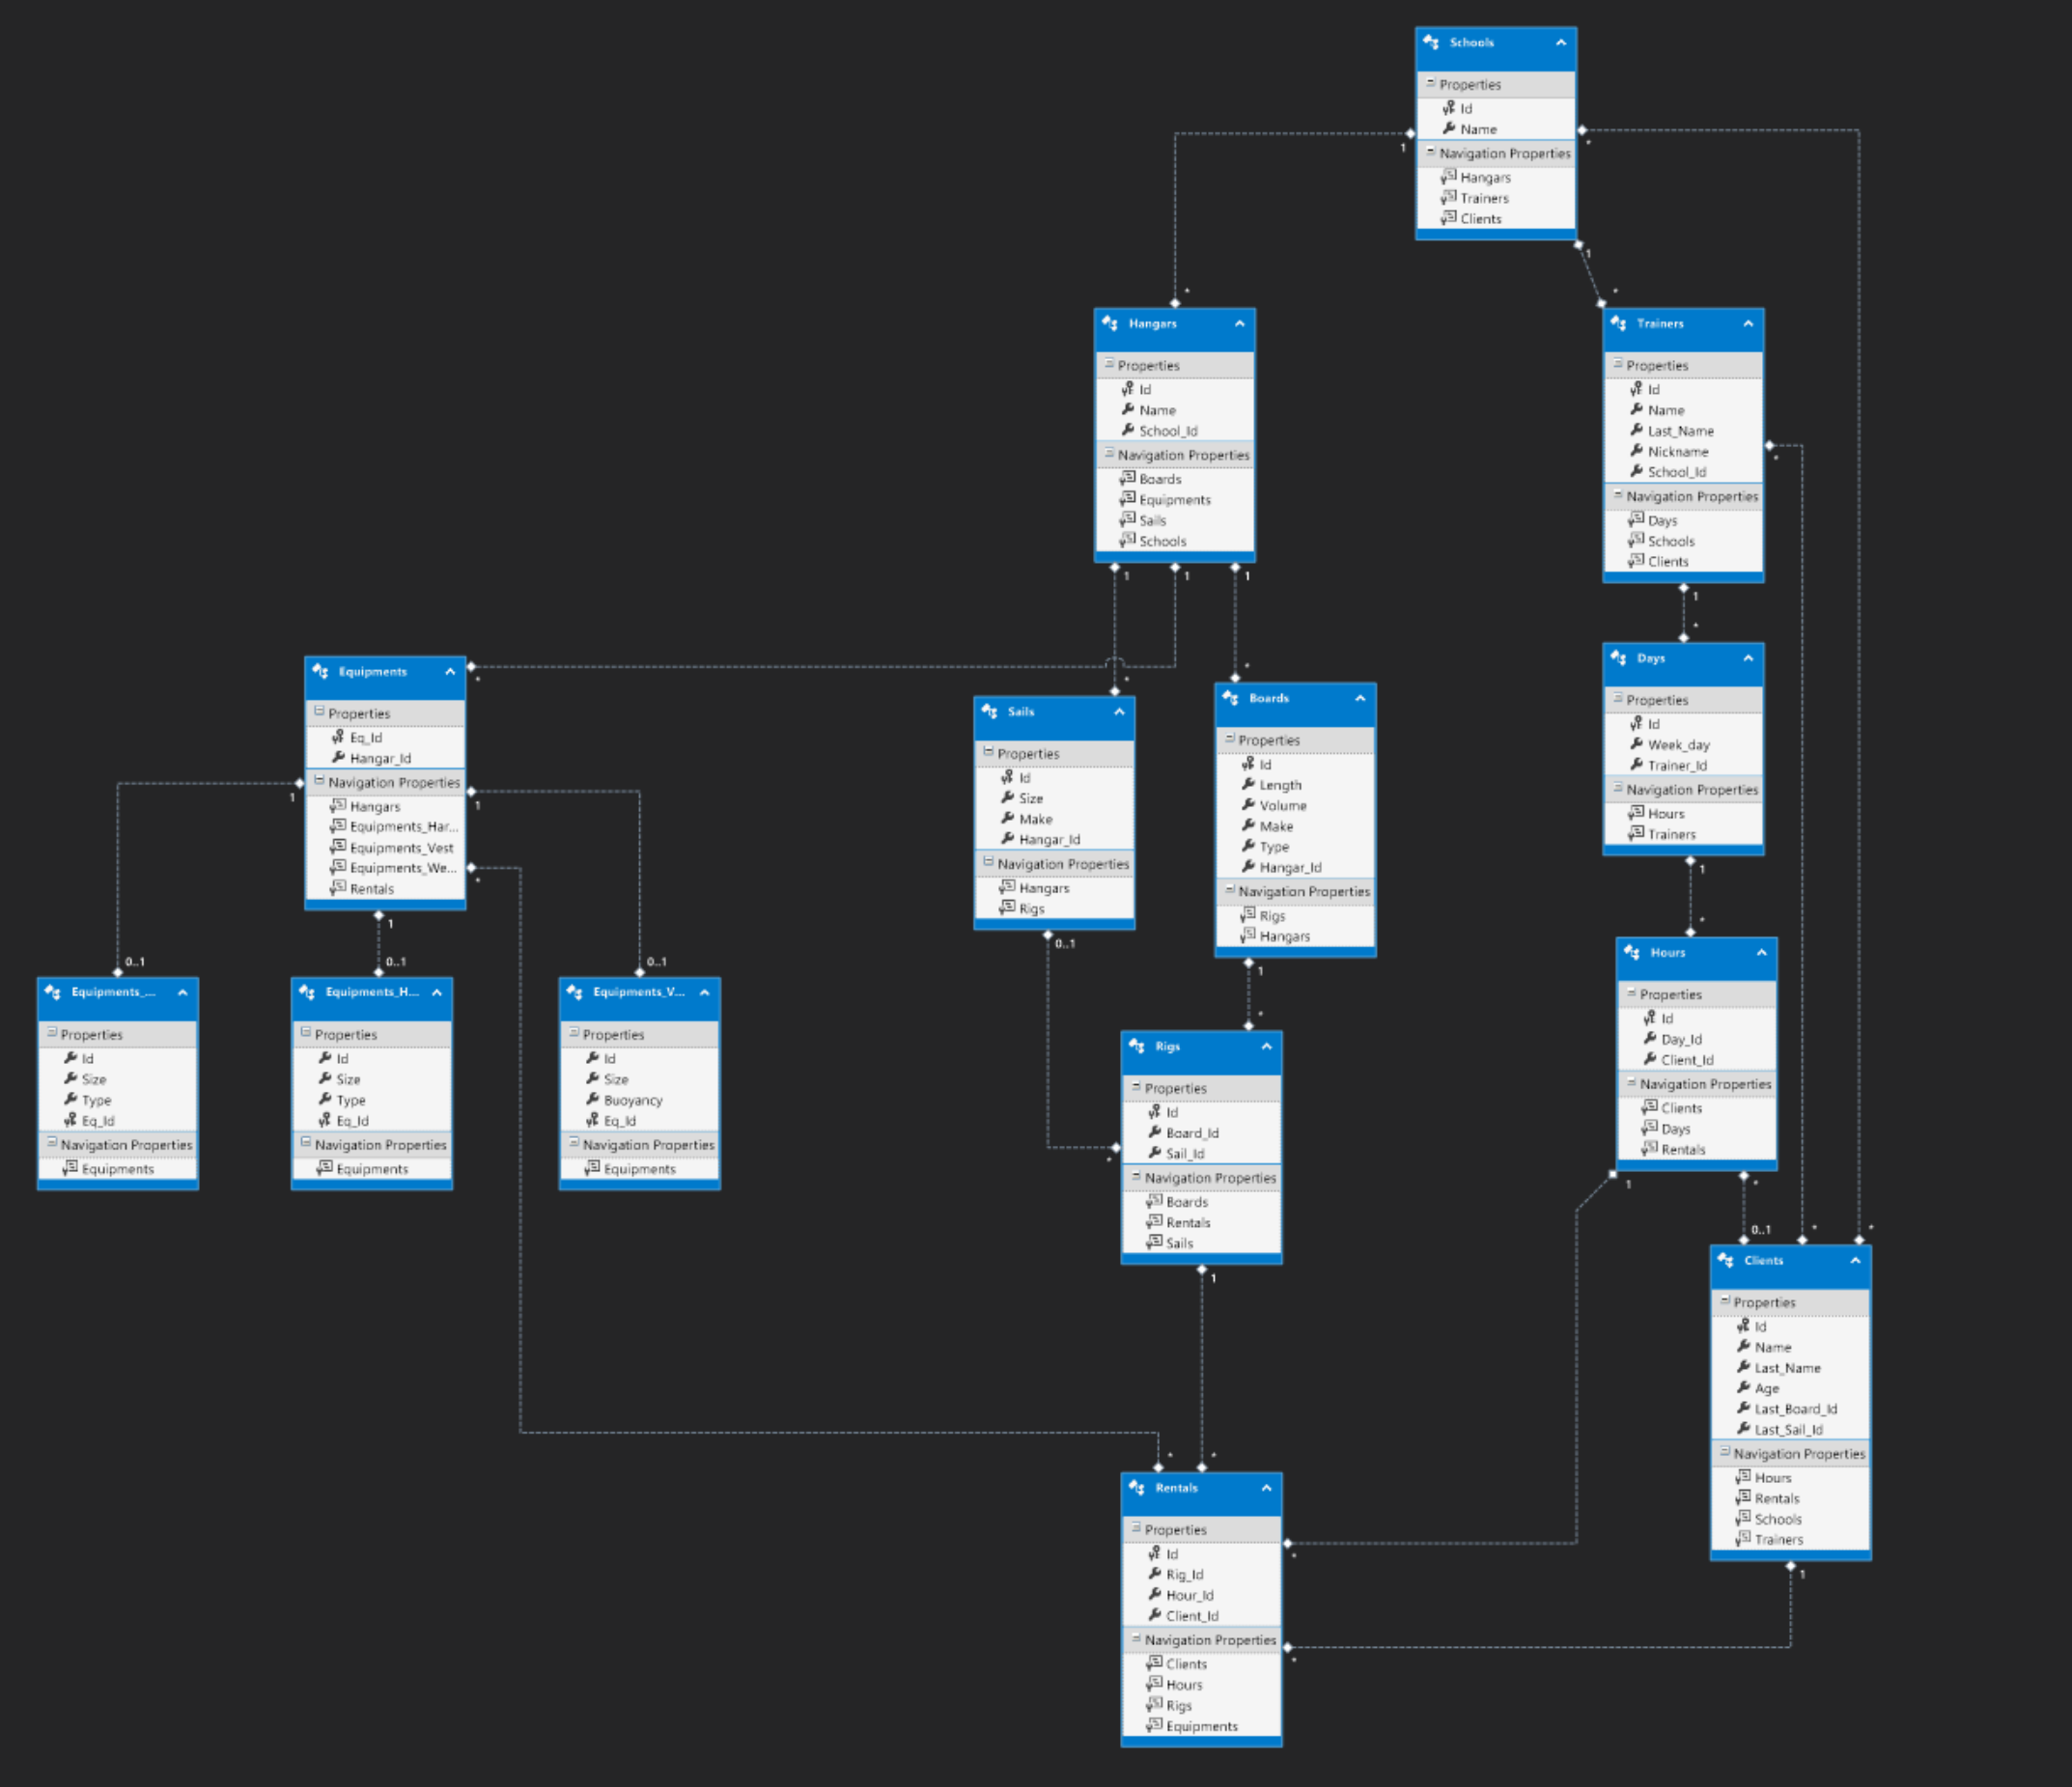 Schools
Properties
Id
Name
Navigation Properties
Hangars
Trainers
Clients
1
*
1
*
*
Hangars
Properties
Id
Name
School_Id
Navigation Properties
Boards
Equipments
Sails
Schools
1
1
1
Trainers
Properties
Id
Name
Last_Name
Nickname
School_Id
Navigation Properties
Days
Schools
Clients
*
1
*
Equipments
Properties
Eq_Id
Hangar_Id
Navigation Properties
Hangars
Equipments_Har...
Equipments_Vest
Equipments_We...
Rentals
*
1
1
*
1
0..1
0..1
0..1
Sails
Properties
Id
Size
Make
Hangar_Id
Navigation Properties
Hangars
Rigs
*
0..1
Boards
Properties
Id
Length
Volume
Make
Type
Hangar_Id
Navigation Properties
Rigs
Hangars
*
1
*
Days
Properties
Id
Week_day
Trainer_Id
Navigation Properties
Hours
Trainers
1
*
Equipments_...
Properties
Id
Size
Type
Eq_Id
Navigation Properties
Equipments
Equipments_H...
Properties
Id
Size
Type
Eq_Id
Navigation Properties
Equipments
Equipments_V...
Properties
Id
Size
Buoyancy
Eq_Id
Navigation Properties
Equipments
Rigs
Properties
Id
Board_Id
Sail_Id
Navigation Properties
Boards
Rentals
Sails
*
1
Hours
Properties
Id
Day_Id
Client_Id
Navigation Properties
Clients
Days
Rentals
1
*
0..1
*
*
Clients
Properties
Id
Name
Last_Name
Age
Last_Board_Id
Last_Sail_Id
Navigation Properties
Hours
Rentals
Schools
Trainers
1
*
*
Rentals
Properties
Id
Rig_Id
Hour_Id
Client_Id
Navigation Properties
Clients
Hours
Rigs
Equipments
*
*